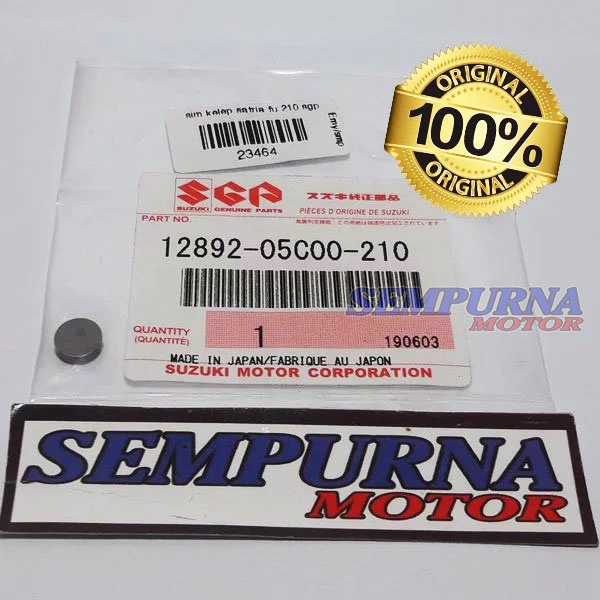 ORIGINAL
100%
ORIGINAL
sim kelep satria fu 210 sgp
23464
SGP
スズキ純正部品
SUZUKI GENUINE PARTS
PIÈCES D'ORIGINE DE SUZUKI
PART NO.
12892-05C00-210
SEMPURNA
MOTOR
QUANTITY
(QUANTITÉ)
1
190603
MADE IN JAPAN/FABRIQUE AU JAPON
SUZUKI MOTOR CORPORATION
SEMPURNA
MOTOR